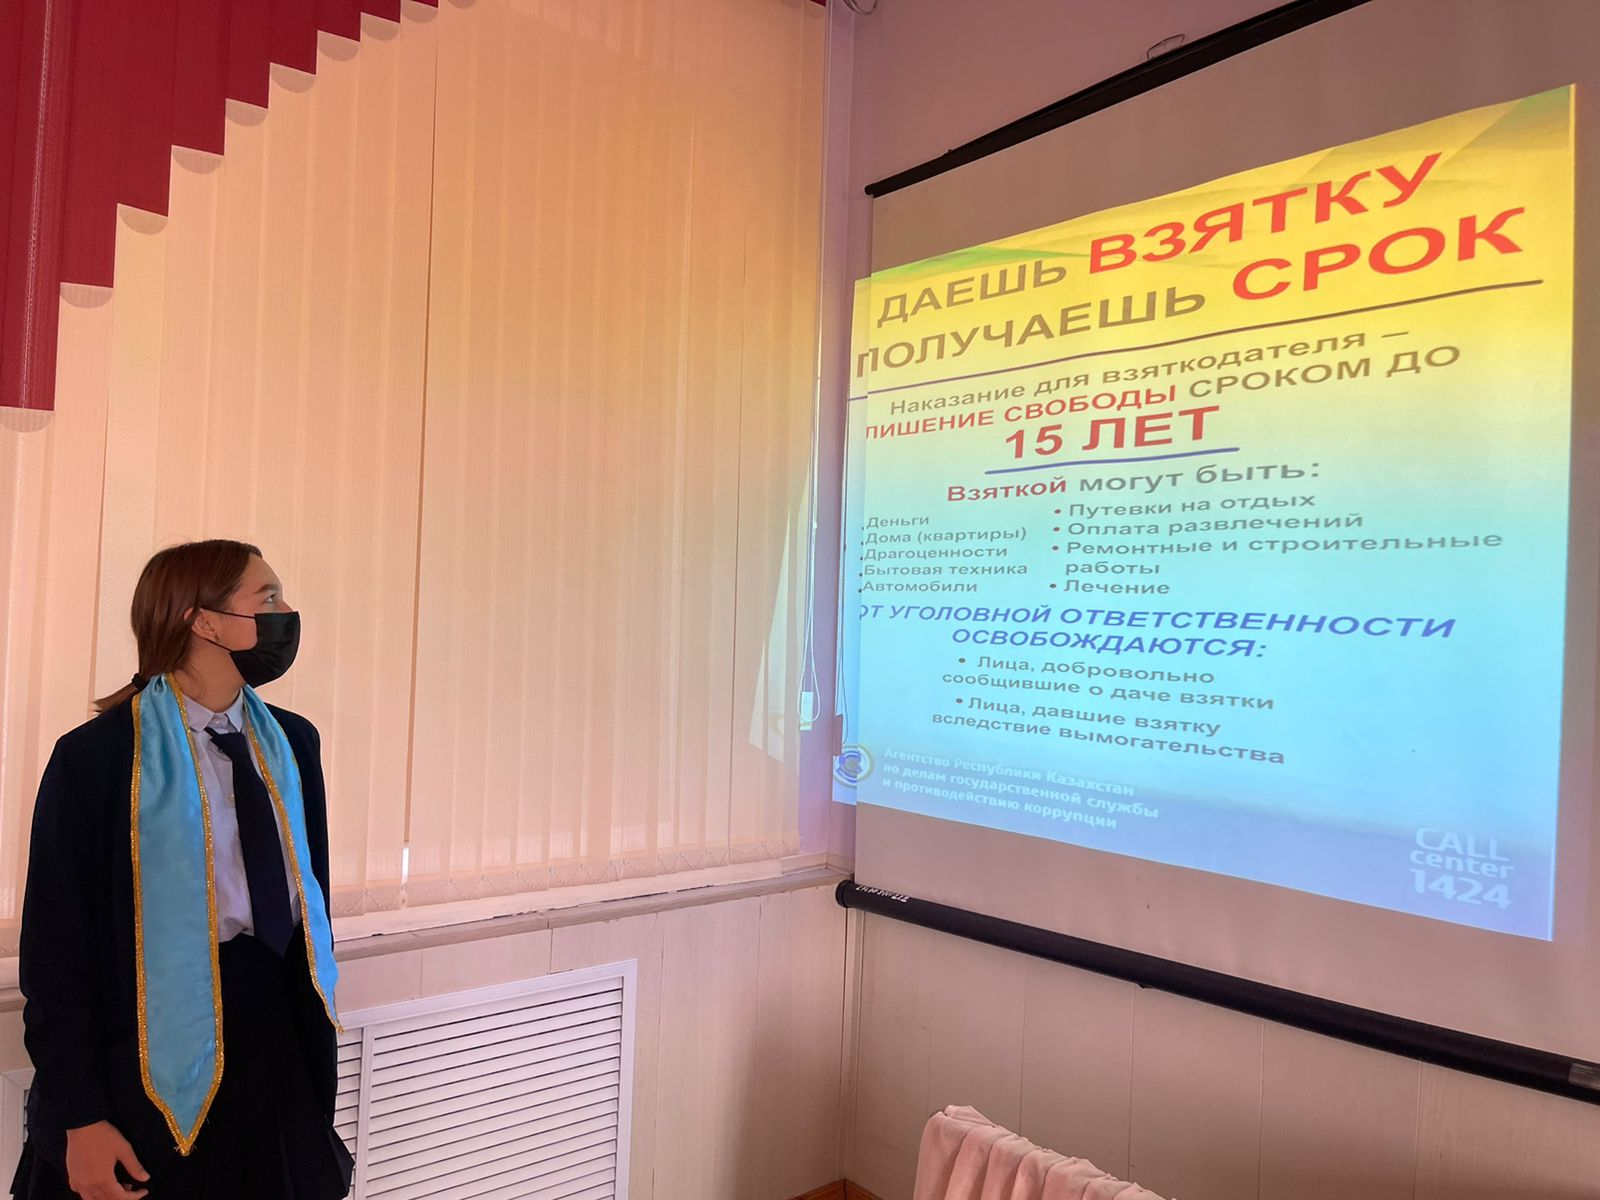 ДАЕШЬ ВЗЯТКУ
ПОЛУЧАЕШЬ СРОК
Наказание для взяткодателя –
ЛИШЕНИЕ СВОБОДЫ СРОКОМ ДО
15 ЛЕТ
Взяткой могут быть:
• Деньги
• Дома (квартиры)
• Драгоценности
• Бытовая техника
• Автомобили
• Путевки на отдых
• Оплата развлечений
• Ремонтные и строительные
работы
• Лечение
ОТ УГОЛОВНОЙ ОТВЕТСТВЕННОСТИ
ОСВОБОЖДАЮТСЯ:
• Лица, добровольно
сообщившие о даче взятки
• Лица, давшие взятку
вследствие вымогательства
Агентство Республики Казахстан
по делам государственной службы
и противодействию коррупции
CALL
center
1424